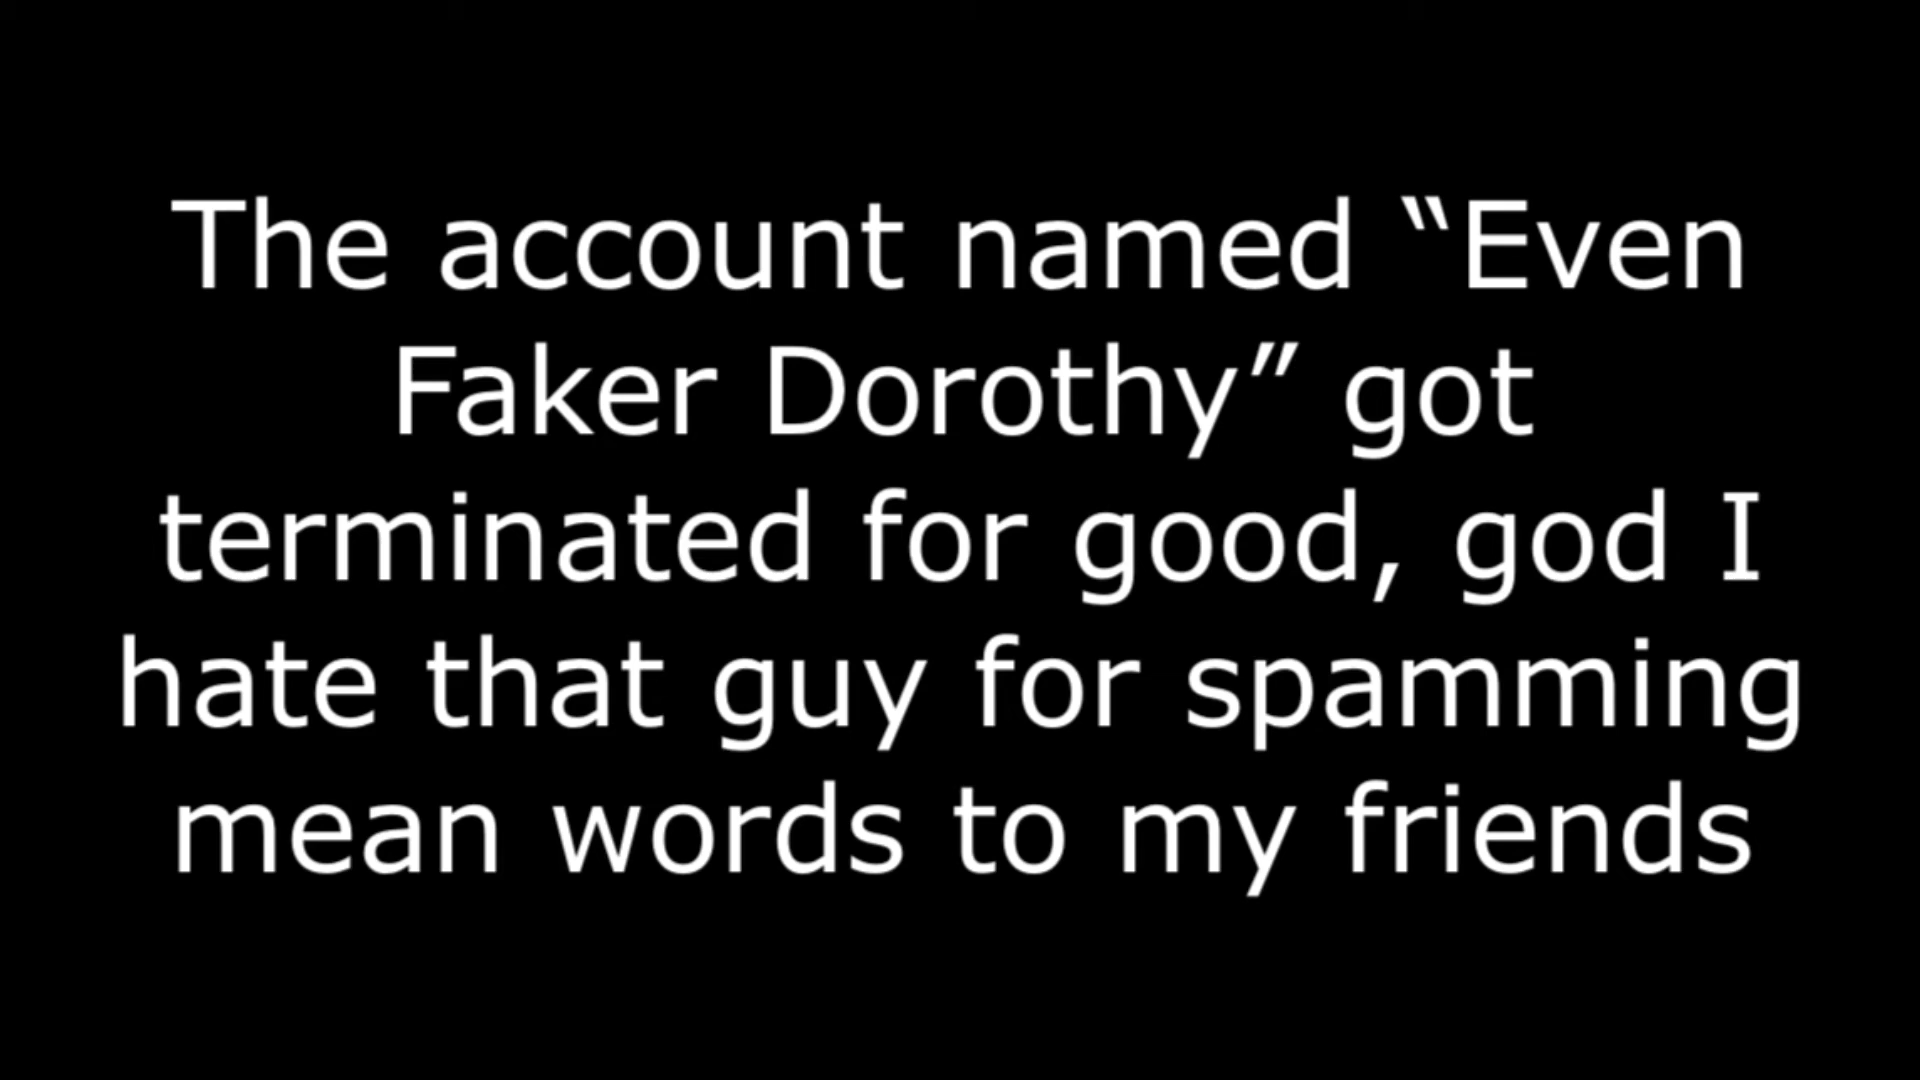 The account named “Even
Faker Dorothy” got
terminated for good, god I
hate that guy for spamming
mean words to my friends